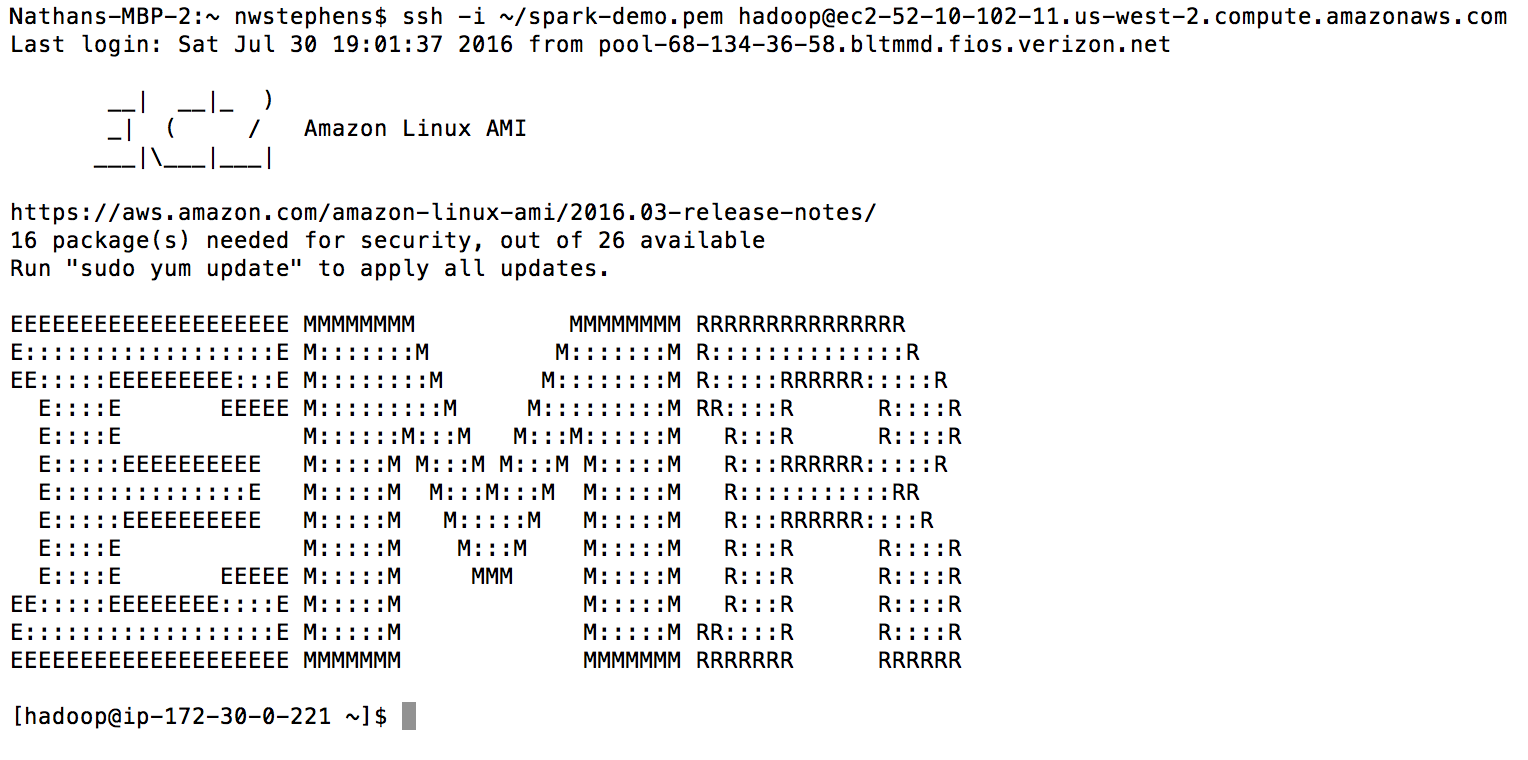 Nathans-MBP-2:~ nwstephens$ ssh -i ~/spark-demo.pem hadoop@ec2-52-10-102-11.us-west-2.compute.amazonaws.com
Last login: Sat Jul 30 19:01:37 2016 from pool-68-134-36-58.bltmmd.fios.verizon.net

       __|  __|_  )
       _|  (     /   Amazon Linux AMI
      ___|\___|___|

https://aws.amazon.com/amazon-linux-ami/2016.03-release-notes/
16 package(s) needed for security, out of 26 available
Run "sudo yum update" to apply all updates.

EEEEEEEEEEEEEEEEEEEE MMMMMMMM           MMMMMMMM RRRRRRRRRRRRRRR
E::::::::::::::::::E M:::::::M         M:::::::M R::::::::::::::R
EE:::::EEEEEEEEE:::E M::::::::M       M::::::::M R:::::RRRRRR:::::R
  E::::E       EEEEE M:::::::::M     M:::::::::M RR::::R      R::::R
  E::::E             M::::::M:::M   M:::M::::::M   R:::R      R::::R
  E:::::EEEEEEEEEE   M:::::M M:::M M:::M M:::::M   R:::RRRRRR:::::R
  E::::::::::::::E   M:::::M  M:::M:::M  M:::::M   R:::::::::::RR
  E:::::EEEEEEEEEE   M:::::M   M:::::M   M:::::M   R:::RRRRRR::::R
  E::::E             M:::::M    M:::M    M:::::M   R:::R      R::::R
  E::::E       EEEEE M:::::M     MMM     M:::::M   R:::R      R::::R
EE:::::EEEEEEEE::::E M:::::M             M:::::M   R:::R      R::::R
E::::::::::::::::::E M:::::M             M:::::M RR::::R      R::::R
EEEEEEEEEEEEEEEEEEEE MMMMMMM             MMMMMMM RRRRRRR      RRRRRR

[hadoop@ip-172-30-0-221 ~]$